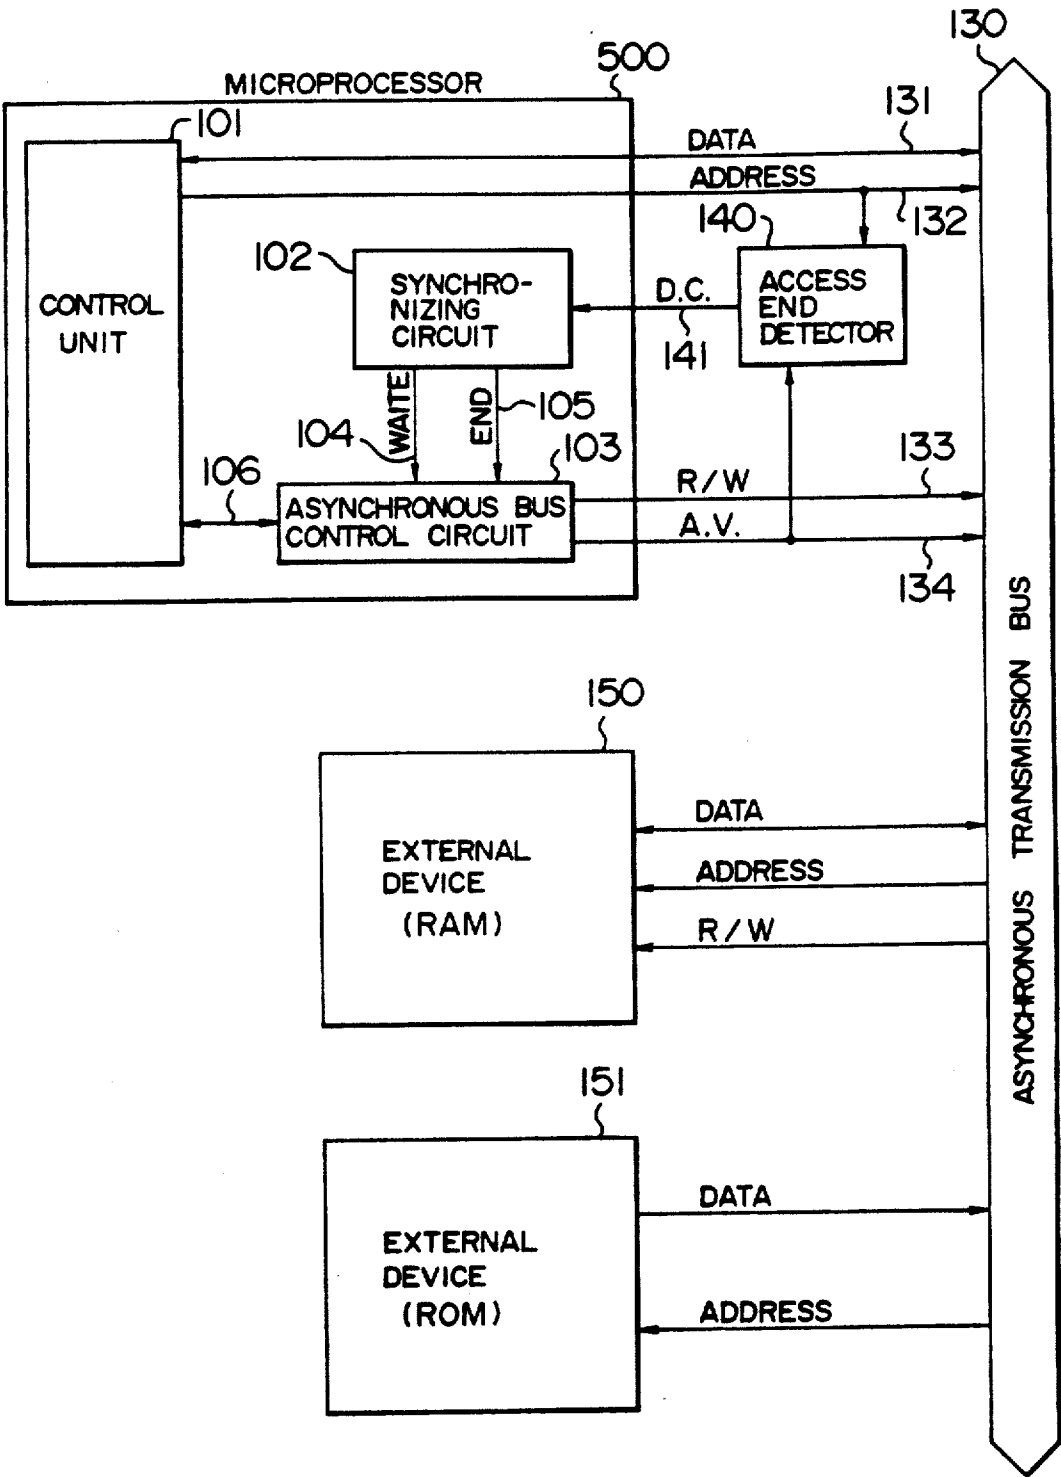 130
500
MICROPROCESSOR
131
101
DATA
ADDRESS
132
140
102
SYNCHRO-
NIZING
CIRCUIT
D.C.
141
ACCESS
END
DETECTOR
CONTROL
UNIT
WAITE
END
105
104
103
133
106
R/W
ASYNCHRONOUS BUS
CONTROL CIRCUIT
A.V.
134
ASYNCHRONOUS TRANSMISSION BUS
150
EXTERNAL
DEVICE
(RAM)
DATA
ADDRESS
R/W
151
EXTERNAL
DEVICE
(ROM)
DATA
ADDRESS